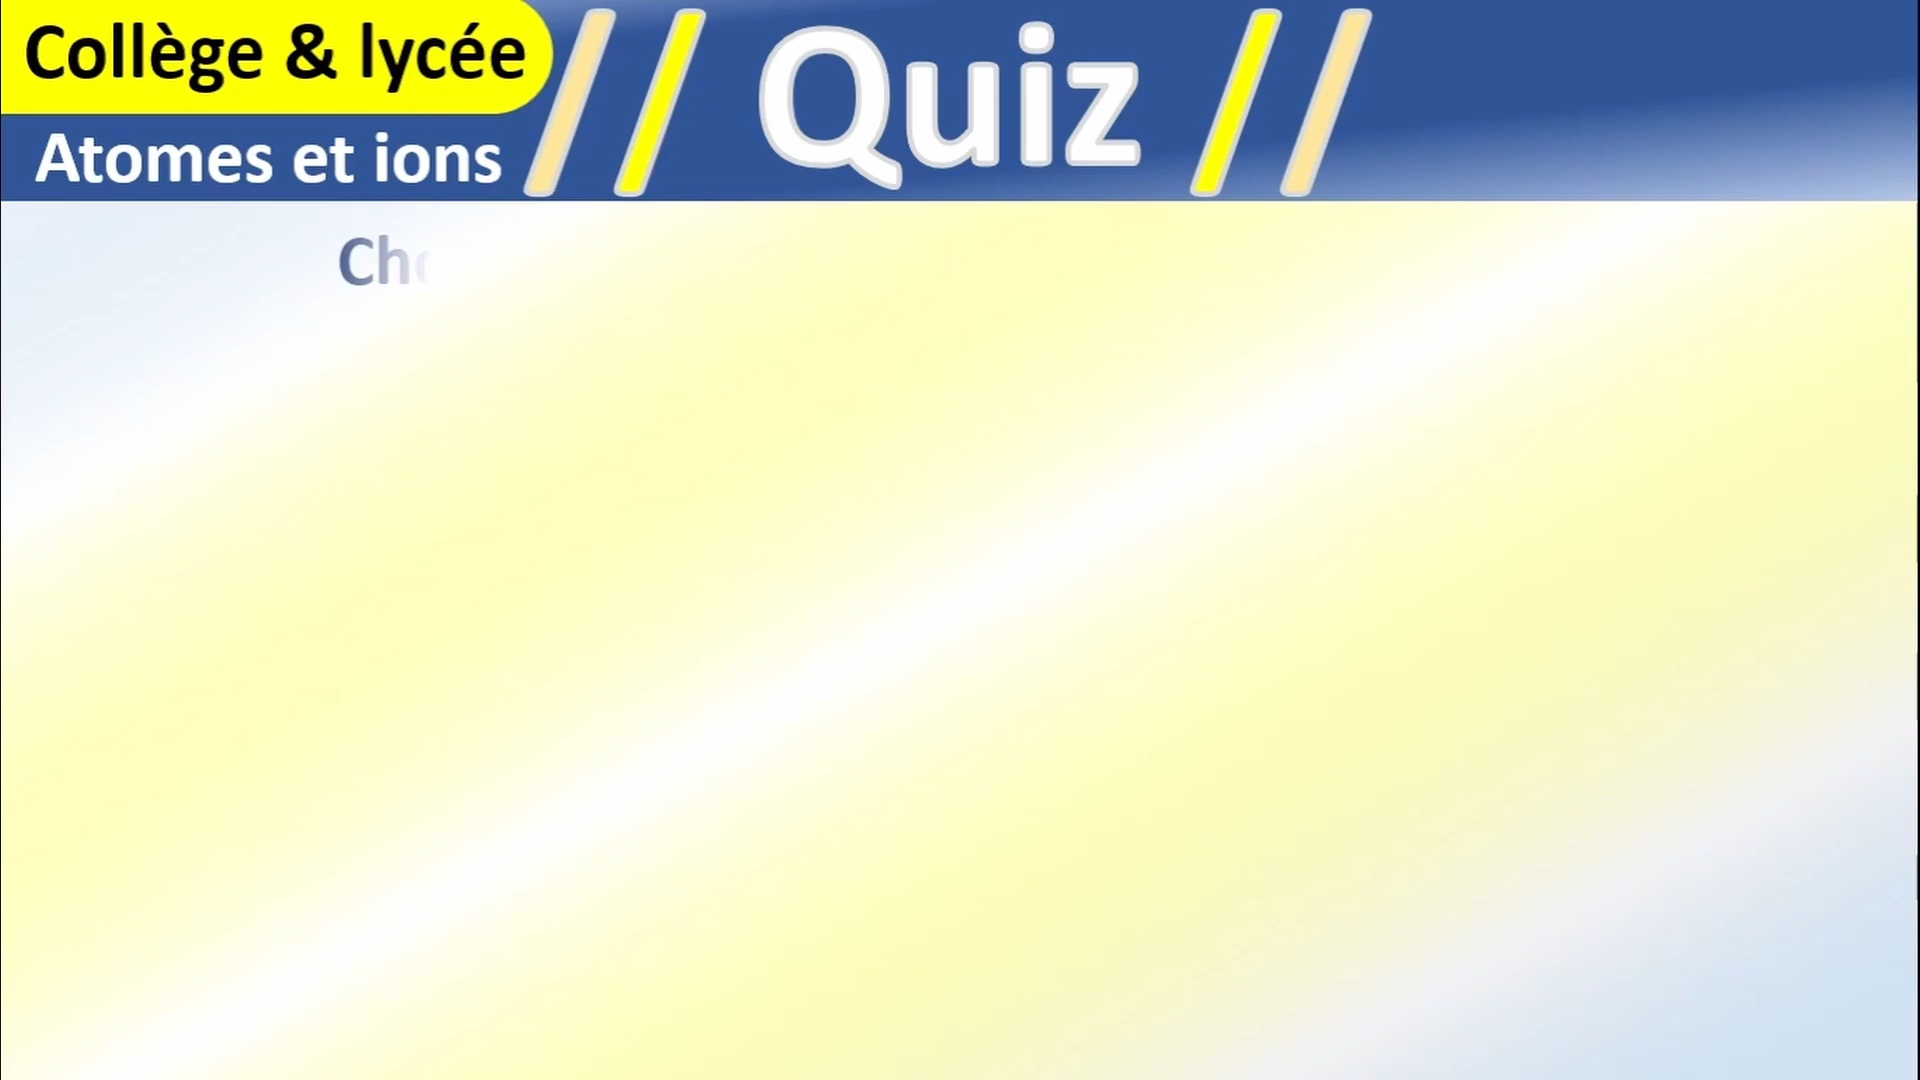 Collège & lycée
Atomes et ions
// Quiz //